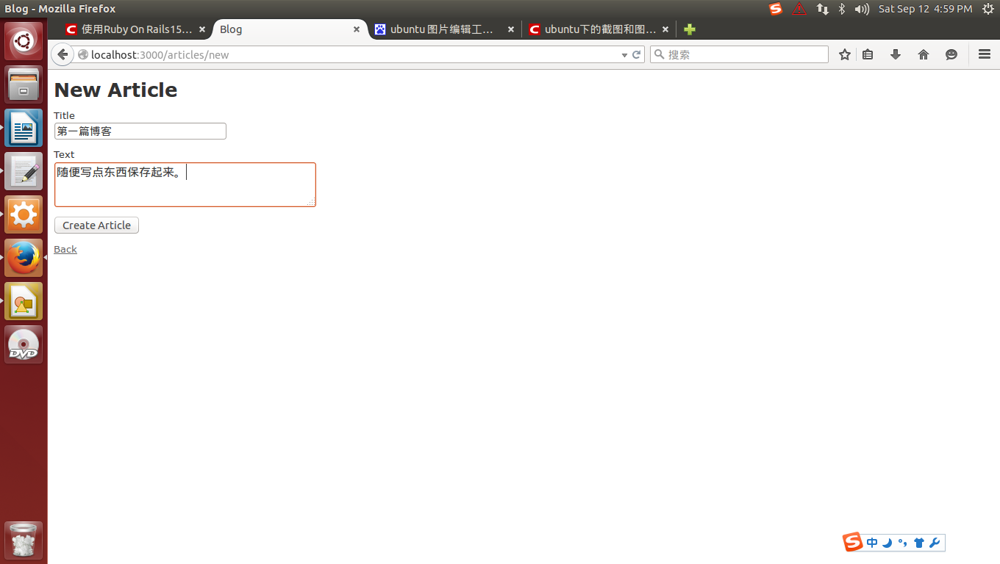 Blog - Mozilla Firefox
Sat Sep 12 4:59 PM
使用Ruby On Rails15...
Blog
ubuntu 图片编辑工...
ubuntu下的截图和图...
localhost:3000/articles/new
搜索
New Article
Title
第一篇博客
Text
随便写点东西保存起来。
Create Article
Back
DVD
中